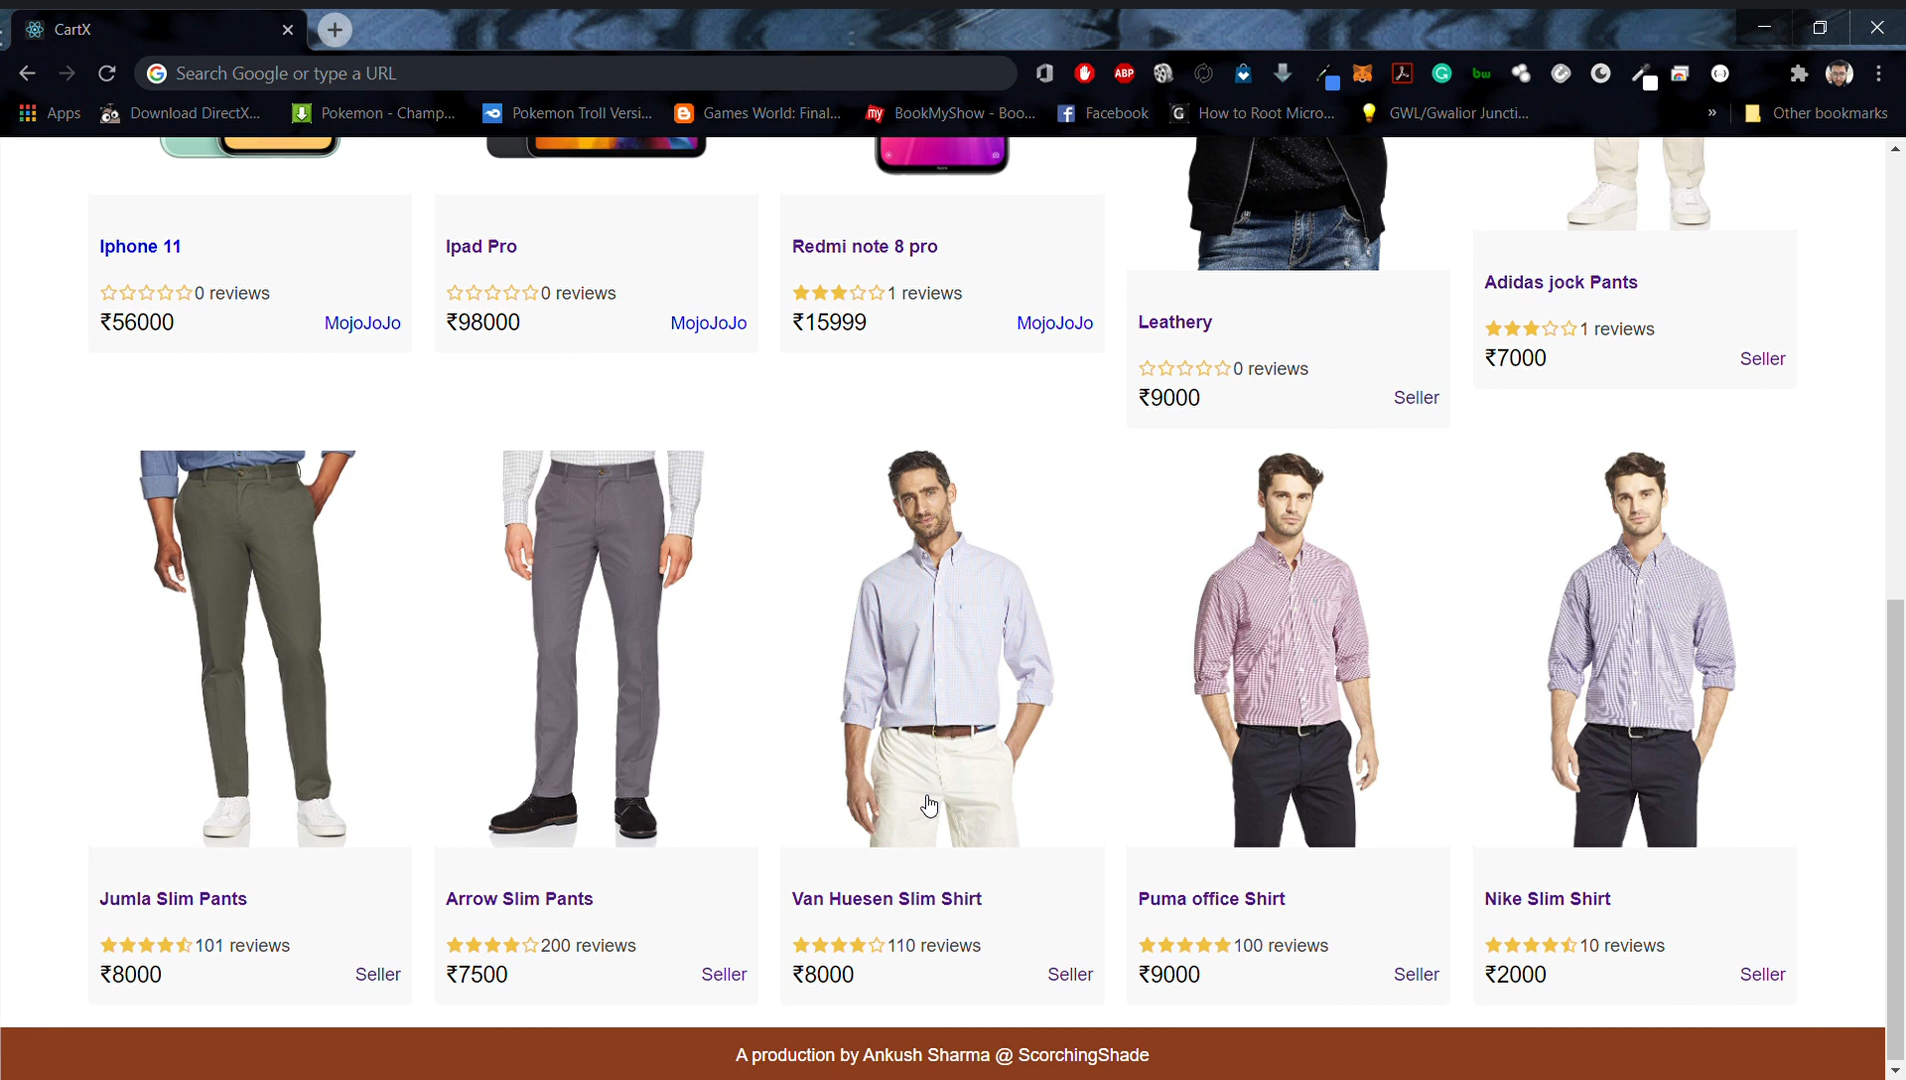 CartX
Search Google or type a URL
ABP
bw
Apps
Download DirectX...
Pokemon - Champ...
Pokemon Troll Versi...
Games World: Final...
my
BookMyShow - Boo...
Facebook
G
How to Root Micro...
GWL/Gwalior Juncti...
»
Other bookmarks
Iphone 11
0 reviews
₹56000
MojoJoJo
Ipad Pro
0 reviews
₹98000
MojoJoJo
Redmi note 8 pro
1 reviews
₹15999
MojoJoJo
Leathery
0 reviews
₹9000
Seller
Adidas jock Pants
1 reviews
₹7000
Seller
Jumla Slim Pants
101 reviews
₹8000
Seller
Arrow Slim Pants
200 reviews
₹7500
Seller
Van Huesen Slim Shirt
110 reviews
₹8000
Seller
Puma office Shirt
100 reviews
₹9000
Seller
Nike Slim Shirt
10 reviews
₹2000
Seller
A production by Ankush Sharma @ ScorchingShade